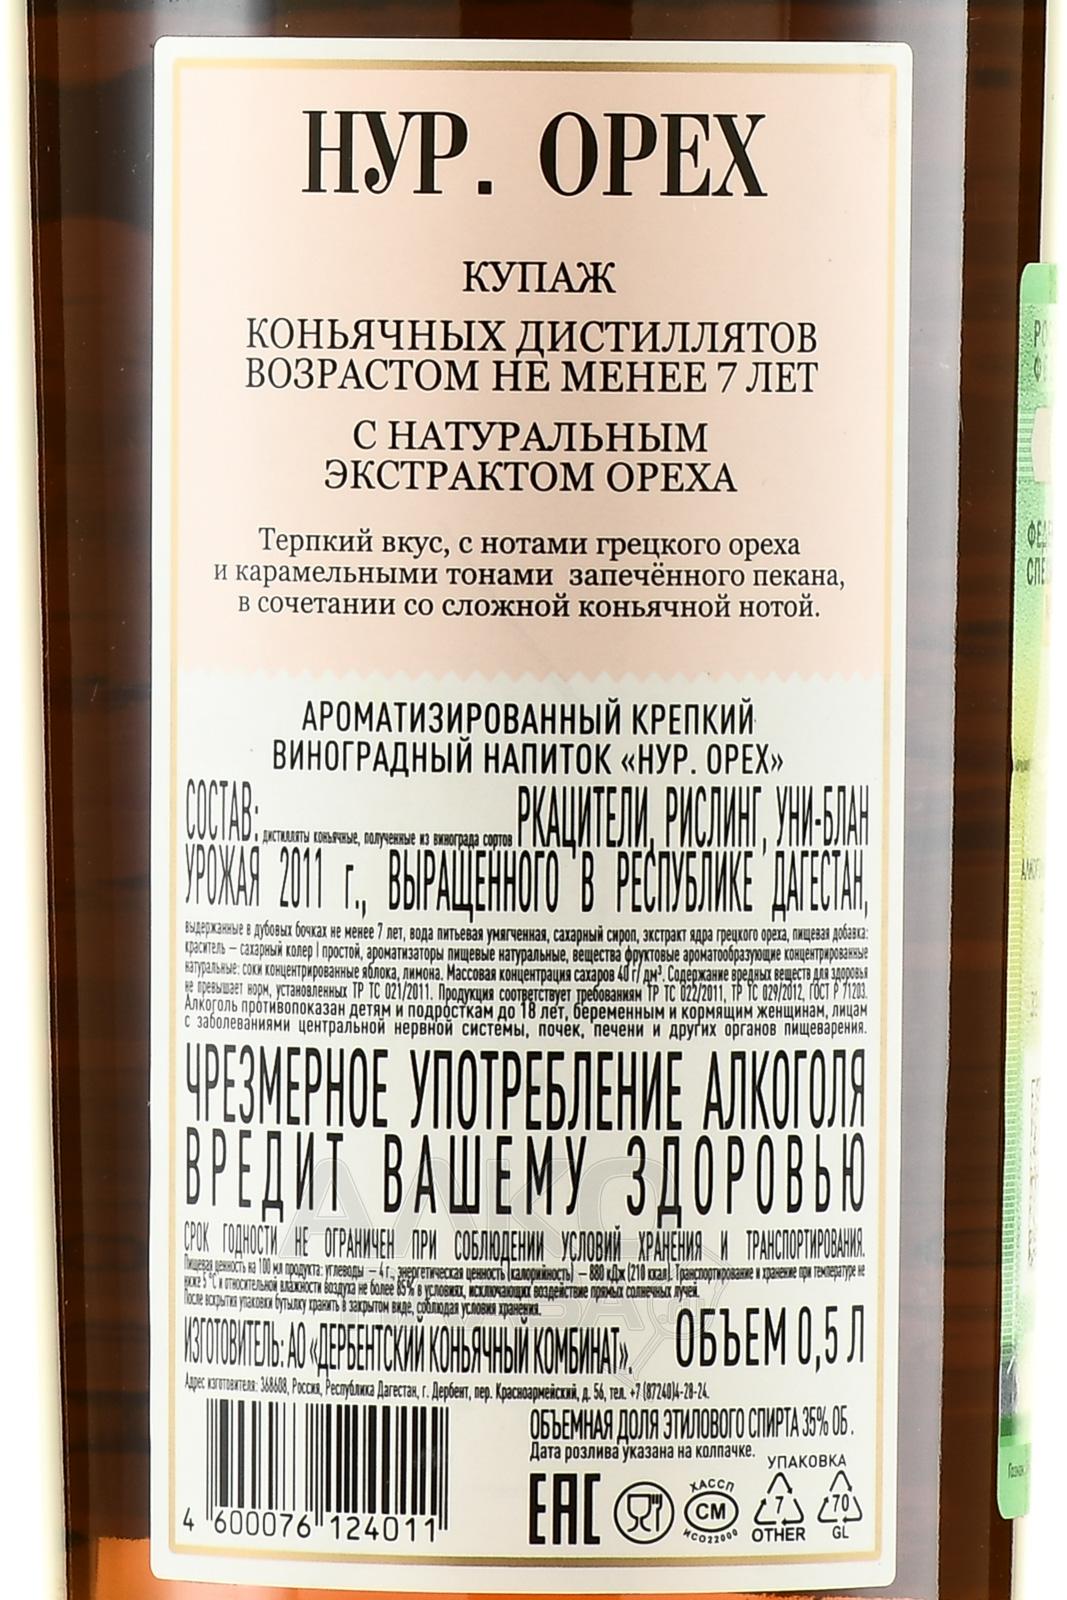 НУР. ОРЕХ
КУПАЖ
КОНЬЯЧНЫХ ДИСТИЛЛЯТОВ
ВОЗРАСТОМ НЕ МЕНЕЕ 7 ЛЕТ
С НАТУРАЛЬНЫМ
ЭКСТРАКТОМ ОРЕХА
Терпкий вкус, с нотами грецкого ореха
и карамельными тонами запечённого пекана,
в сочетании со сложной коньячной нотой.
АРОМАТИЗИРОВАННЫЙ КРЕПКИЙ
ВИНОГРАДНЫЙ НАПИТОК «НУР. ОРЕХ»
СОСТАВ: дистилляты коньячные, полученные из винограда сортов РКАЦИТЕЛИ, РИСЛИНГ, УНИ-БЛАН
УРОЖАЯ 2011 г., ВЫРАЩЕННОГО В РЕСПУБЛИКЕ ДАГЕСТАН,
выдержанные в дубовых бочках не менее 7 лет, вода питьевая умягченная, сахарный сироп, экстракт ядра грецкого ореха, пищевая добавка:
краситель – сахарный колер I простой, ароматизаторы пищевые натуральные, вещества фруктовые ароматообразующие концентрированные
натуральные: соки концентрированные яблока, лимона. Массовая концентрация сахаров 40 г/дм³. Содержание вредных веществ для здоровья
не превышает норм, установленных ТР ТС 021/2011. Продукция соответствует требованиям ТР ТС 022/2011, ТР ТС 029/2012, ГОСТ Р 71203.
Алкоголь противопоказан детям и подросткам до 18 лет, беременным и кормящим женщинам, лицам
с заболеваниями центральной нервной системы, почек, печени и других органов пищеварения.
ЧРЕЗМЕРНОЕ УПОТРЕБЛЕНИЕ АЛКОГОЛЯ
ВРЕДИТ ВАШЕМУ ЗДОРОВЬЮ
СРОК ГОДНОСТИ НЕ ОГРАНИЧЕН ПРИ СОБЛЮДЕНИИ УСЛОВИЙ ХРАНЕНИЯ И ТРАНСПОРТИРОВАНИЯ.
Пищевая ценность на 100 мл продукта: углеводы – 4 г., энергетическая ценность (калорийность) – 880 кДж (210 ккал). Транспортирование и хранение при температуре не
ниже 5 °С и относительной влажности воздуха не более 85% в условиях, исключающих воздействие прямых солнечных лучей.
После вскрытия упаковки бутылку хранить в закрытом виде, соблюдая условия хранения.
ИЗГОТОВИТЕЛЬ: АО «ДЕРБЕНТСКИЙ КОНЬЯЧНЫЙ КОМБИНАТ», ОБЪЕМ 0,5 Л
Адрес изготовителя: 368608, Россия, Республика Дагестан, г. Дербент, пер. Красноармейский, д. 56, тел. +7 (87240)4-28-24.
ОБЪЕМНАЯ ДОЛЯ ЭТИЛОВОГО СПИРТА 35% ОБ.
Дата розлива указана на колпачке.
УПАКОВКА
EAC
ХАССП
СМ
ИСО22000
7
OTHER
70
GL
4 600076 124011